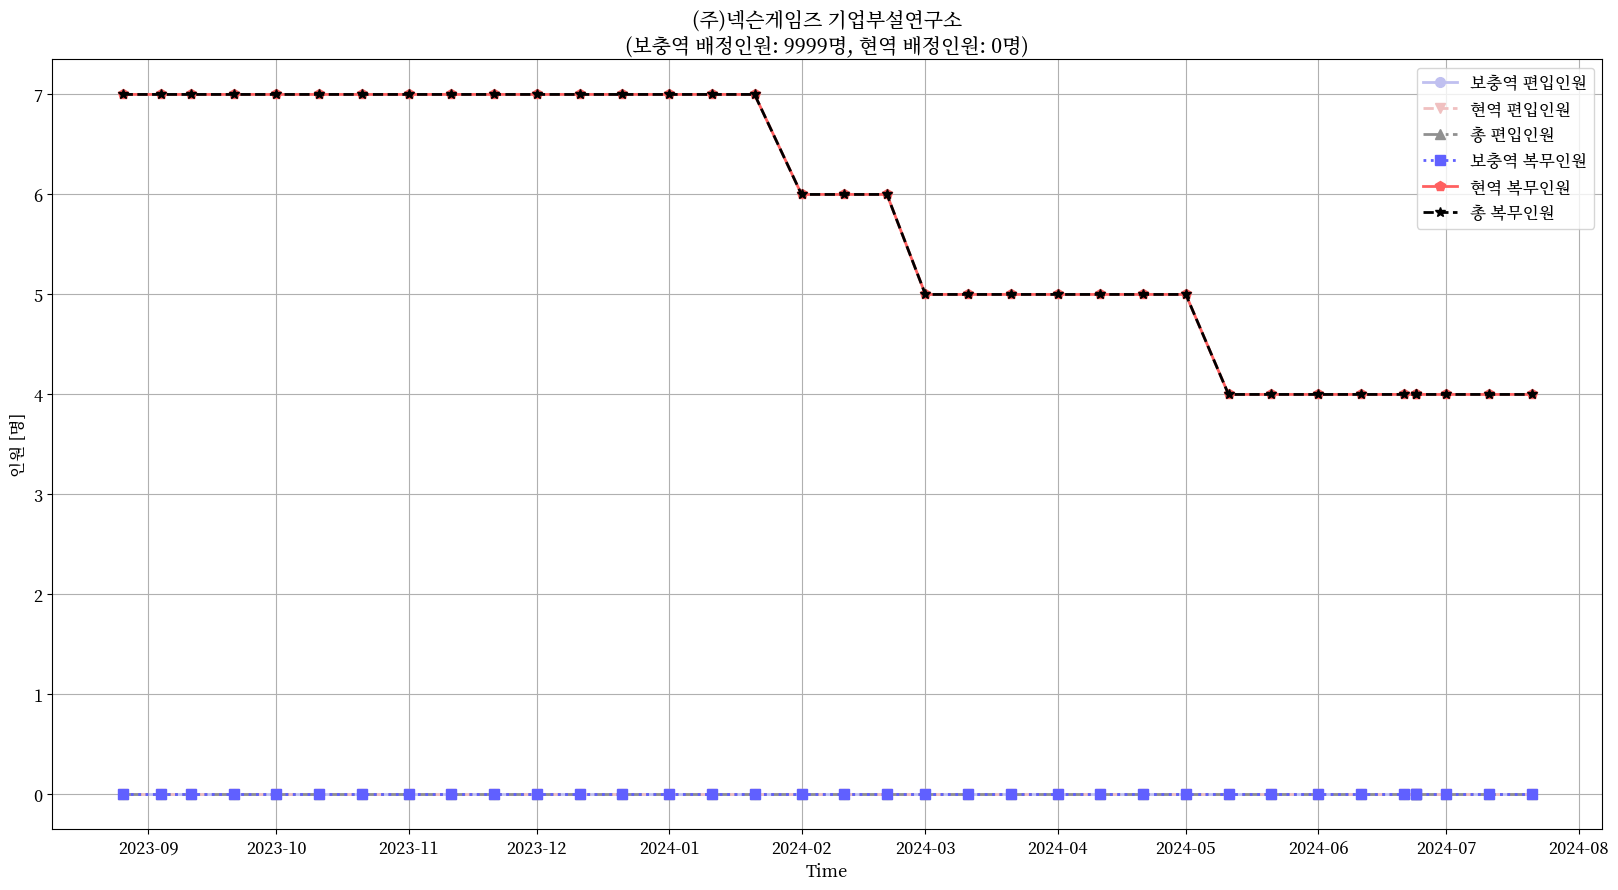 (주)넥슨게임즈 기업부설연구소
(보충역 배정인원: 9999명, 현역 배정인원: 0명)
보충역 편입인원
현역 편입인원
총 편입인원
보충역 복무인원
현역 복무인원
총 복무인원
인원 [명]
7
6
5
4
3
2
1
0
2023-09
2023-10
2023-11
2023-12
2024-01
2024-02
2024-03
2024-04
2024-05
2024-06
2024-07
2024-08
Time